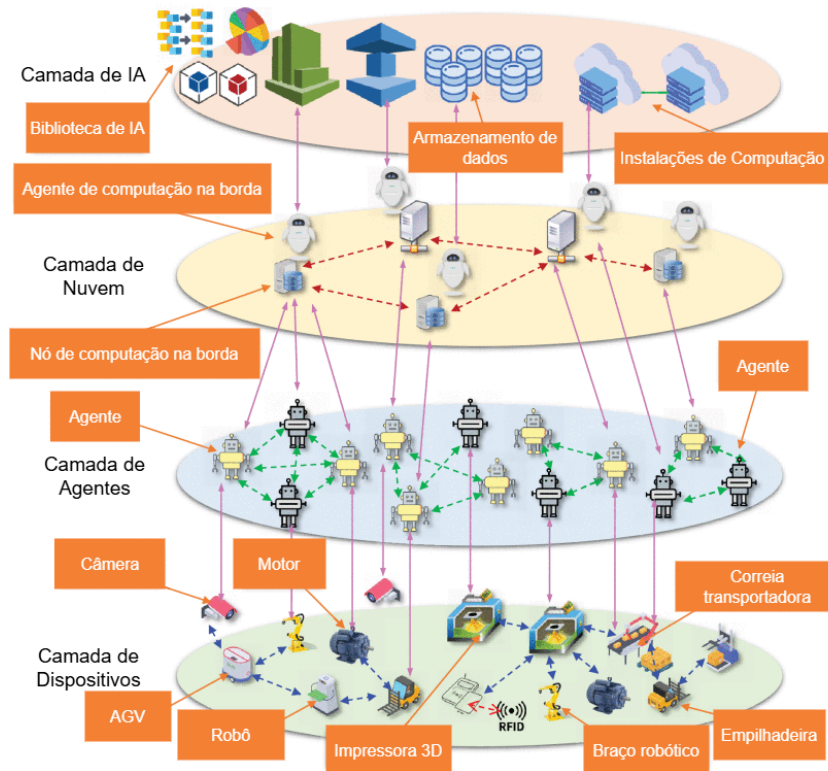 Camada de IA
Biblioteca de IA
Armazenamento de
dados
Instalações de Computação
Agente de computação na borda
Camada de
Nuvem
Nó de computação na borda
Agente
Agente
Camada de
Agentes
Câmera
Motor
Correia
transportadora
Camada de
Dispositivos
AGV
Robô
Impressora 3D
RFID
Braço robótico
Empilhadeira